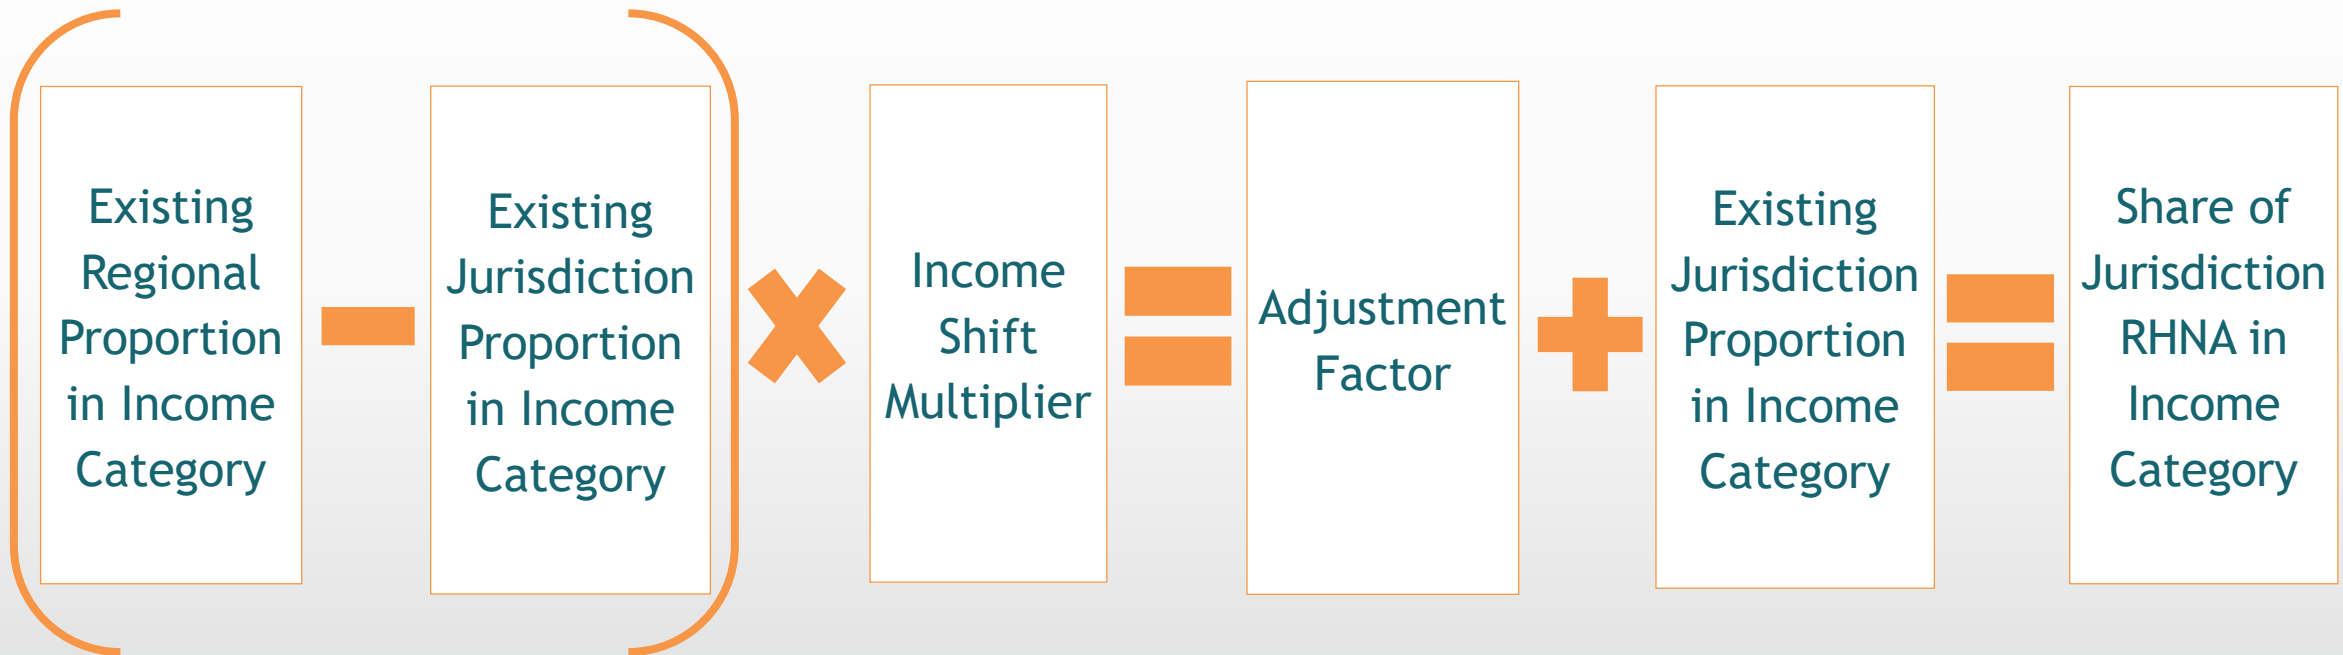 Existing
Regional
Proportion
in Income
Category
Existing
Jurisdiction
Proportion
in Income
Category
Income
Shift
Multiplier
Adjustment
Factor
Existing
Jurisdiction
Proportion
in Income
Category
Share of
Jurisdiction
RHNA in
Income
Category